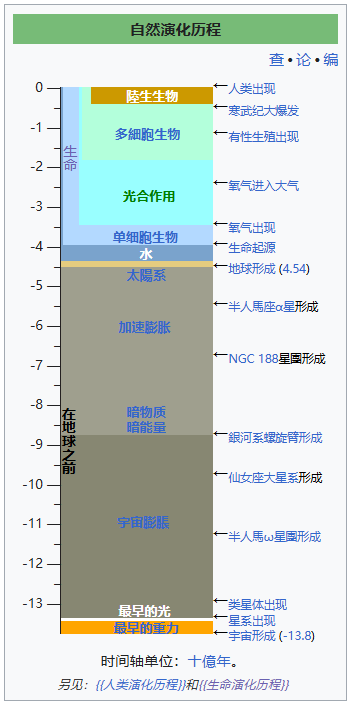 自然演化历程
查 • 论 • 编
0
-1
-2
-3
-4
-5
-6
-7
-8
-9
-10
-11
-12
-13
生命
在地球之前
陸生生物
多細胞生物
光合作用
单细胞生物
水
太陽系
加速膨胀
暗物质
暗能量
宇宙膨脹
最早的光
最早的重力
←人类出现
←寒武纪大爆发
←有性生殖出现
←氧气进入大气
←氧气出现
←生命起源
←地球形成 (4.54)
←半人馬座α星形成
←NGC 188星團形成
←銀河系螺旋臂形成
←仙女座大星系形成
←半人馬ω星團形成
←类星体出现
←星系出现
←宇宙形成 (-13.8)
时间轴单位：十億年。
另见：{{人类演化历程}}和{{生命演化历程}}